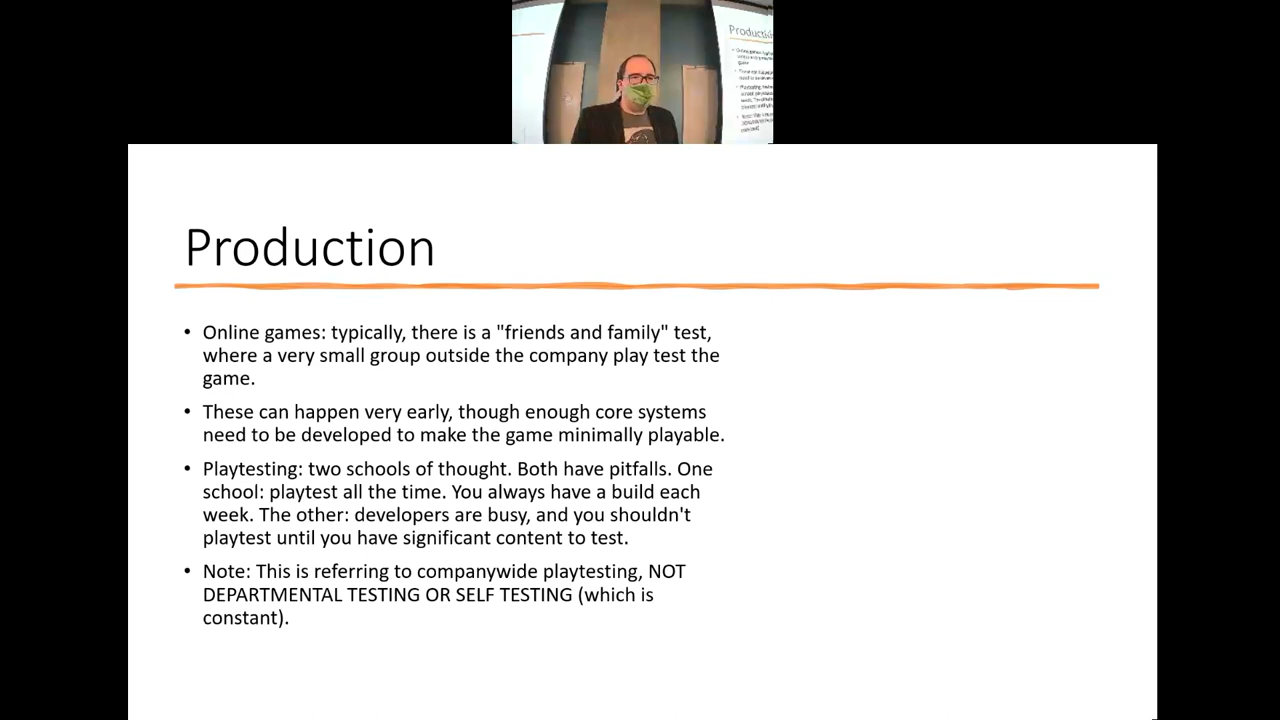 Production
Production
• Online games: typically, there is a "friends and family" test,
where a very small group outside the company play test the
game.
• These can happen very early, though enough core systems
need to be developed to make the game minimally playable.
• Playtesting: two schools of thought. Both have pitfalls. One
school: playtest all the time. You always have a build each
week. The other: developers are busy, and you shouldn't
playtest until you have significant content to test.
• Note: This is referring to companywide playtesting, NOT
DEPARTMENTAL TESTING OR SELF TESTING (which is
constant).